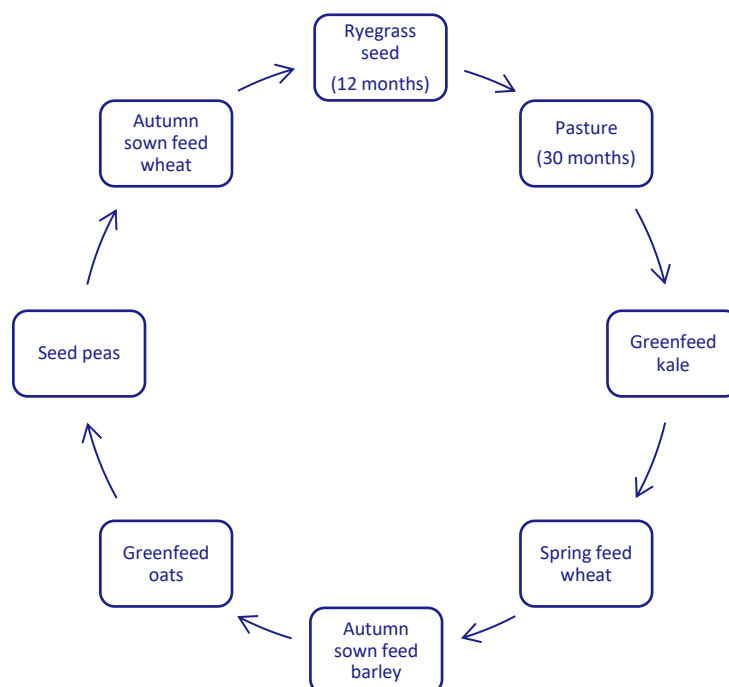 Ryegrass
seed
(12 months)
Pasture
(30 months)
Greenfeed
kale
Spring feed
wheat
Autumn
sown feed
barley
Greenfeed
oats
Seed peas
Autumn
sown feed
wheat